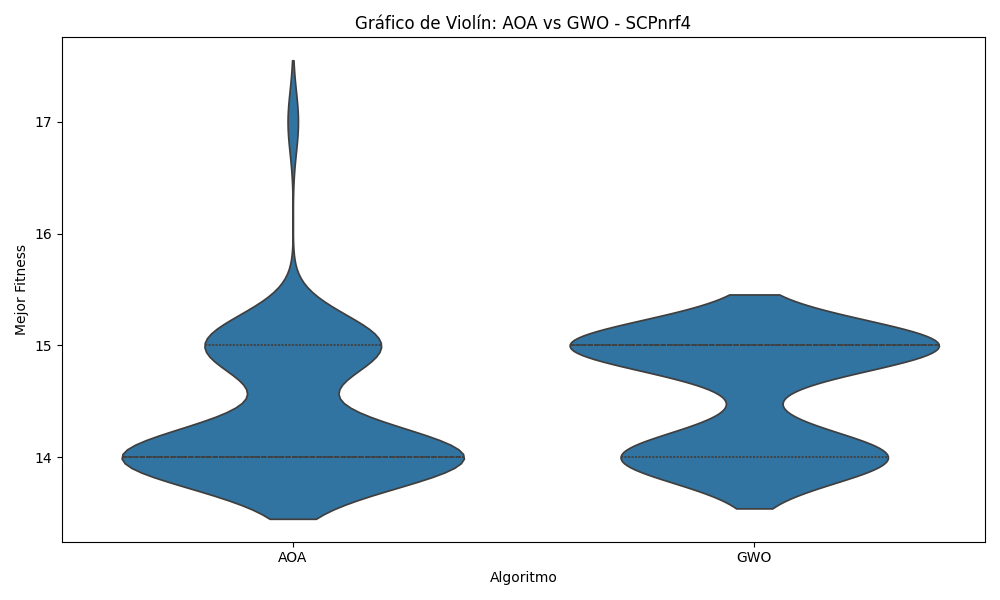 Gráfico de Violín: AOA vs GWO - SCPnrf4
17
16
15
14
Mejor Fitness
AOA
GWO
Algoritmo